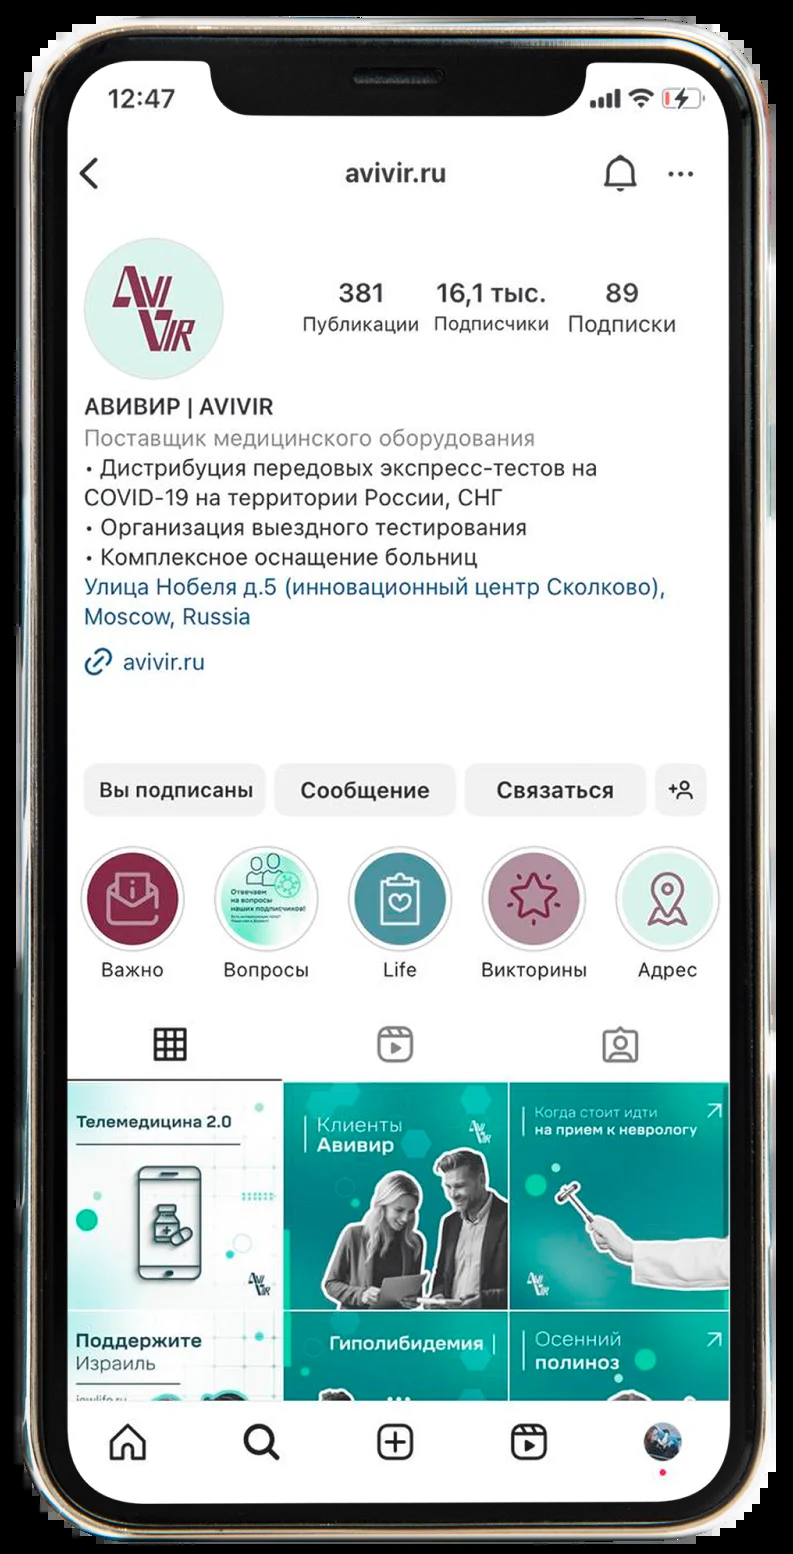 12:47
avivir.ru
AVI
VIR
381
16,1 тыс.
89
Публикации
Подписчики
Подписки
АВИВИР | AVIVIR
Поставщик медицинского оборудования
• Дистрибуция передовых экспресс-тестов на
COVID-19 на территории России, СНГ
• Организация выездного тестирования
• Комплексное оснащение больниц
Улица Нобеля д.5 (инновационный центр Сколково),
Moscow, Russia
avivir.ru
Вы подписаны
Сообщение
Связаться
Отвечаем
на вопросы
наших подписчиков!
Важно
Вопросы
Life
Викторины
Адрес
Телемедицина 2.0
AVI
VIR
Клиенты
Авивир
AVI
VIR
Когда стоит идти
на прием к неврологу
AVI
VIR
Поддержите
Израиль
Гиполибидемия
Осенний
полиноз